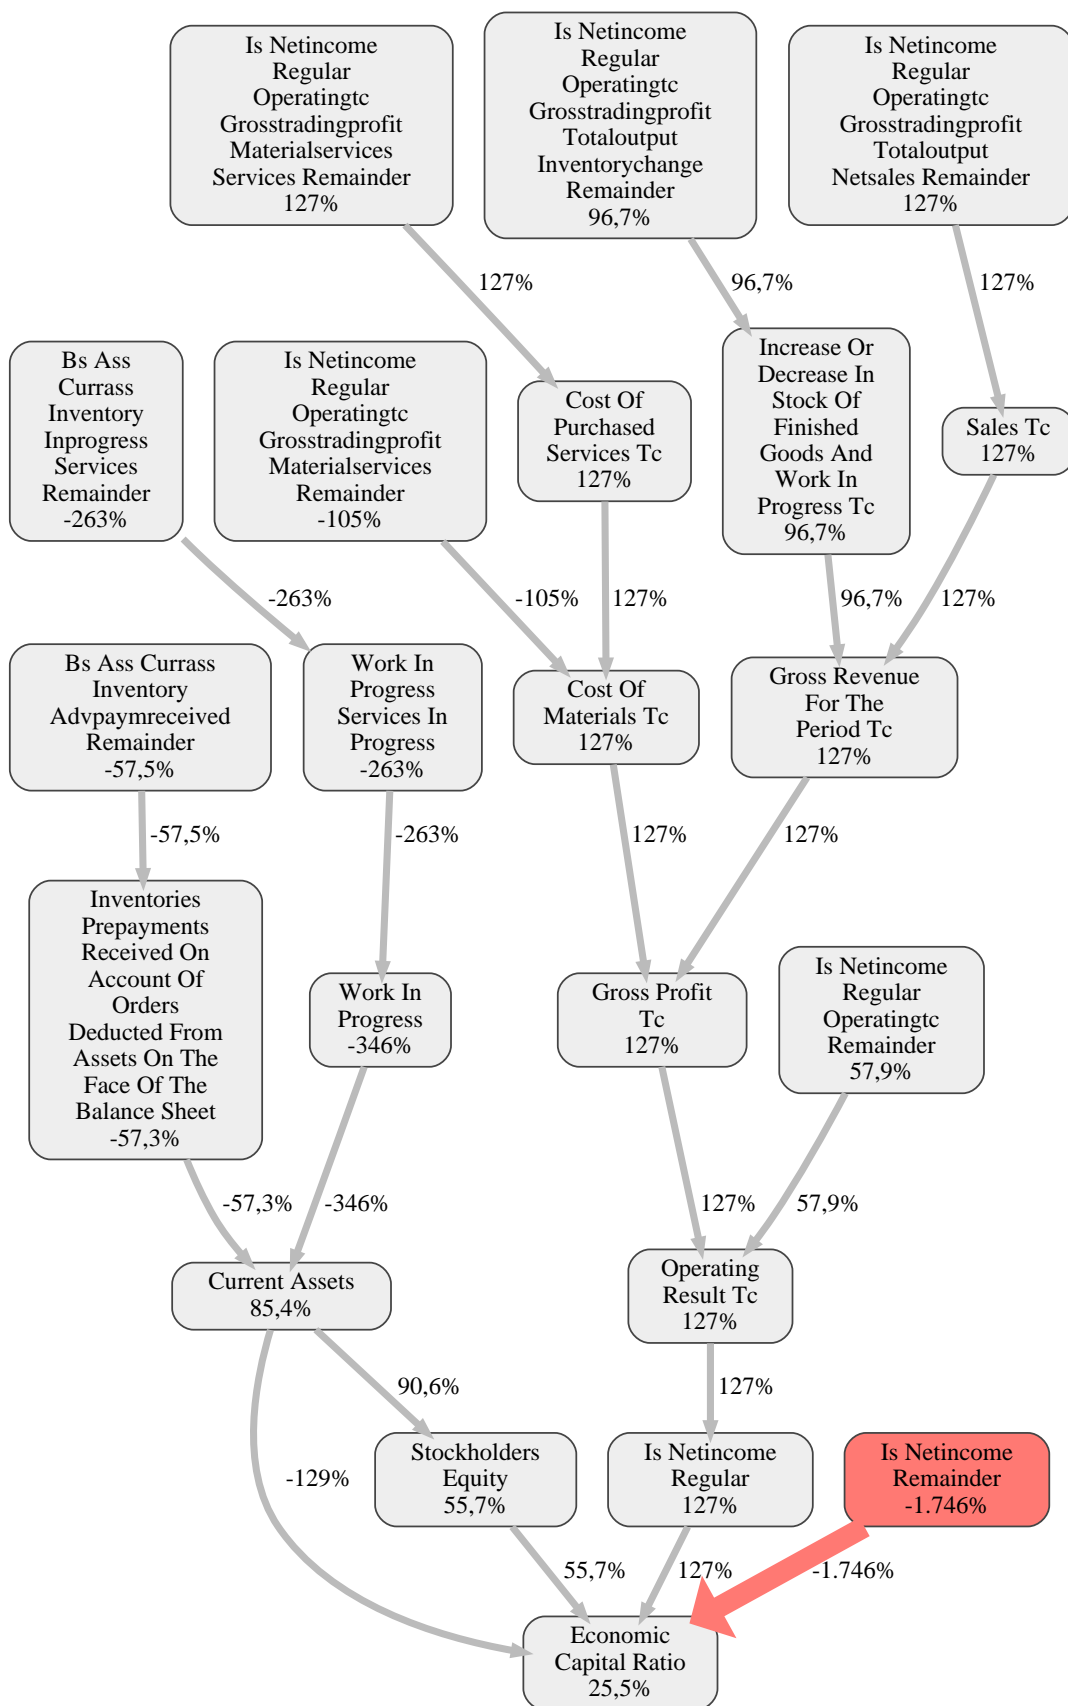 Is Netincome
Regular
Operatingtc
Grosstradingprofit
Materialservices
Services Remainder
127%
Is Netincome
Regular
Operatingtc
Grosstradingprofit
Totaloutput
Inventorychange
Remainder
96,7%
Is Netincome
Regular
Operatingtc
Grosstradingprofit
Totaloutput
Netsales Remainder
127%
127%
96,7%
127%
Bs Ass
Currass
Inventory
Inprogress
Services
Remainder
-263%
Is Netincome
Regular
Operatingtc
Grosstradingprofit
Materialservices
Remainder
-105%
Cost Of
Purchased
Services Tc
127%
Increase Or
Decrease In
Stock Of
Finished
Goods And
Work In
Progress Tc
96,7%
Sales Tc
127%
-263%
-105%
127%
96,7%
127%
Bs Ass Currass
Inventory
Advpaymreceived
Remainder
-57,5%
Work In
Progress
Services In
Progress
-263%
Cost Of
Materials Tc
127%
Gross Revenue
For The
Period Tc
127%
-57,5%
-263%
127%
127%
Inventories
Prepayments
Received On
Account Of
Orders
Deducted From
Assets On The
Face Of The
Balance Sheet
-57,3%
Work In
Progress
-346%
Gross Profit
Tc
127%
Is Netincome
Regular
Operatingtc
Remainder
57,9%
-57,3%
-346%
127%
57,9%
Current Assets
85,4%
Operating
Result Tc
127%
90,6%
127%
-129%
Stockholders
Equity
55,7%
Is Netincome
Regular
127%
Is Netincome
Remainder
-1.746%
55,7%
127%
-1.746%
Economic
Capital Ratio
25,5%